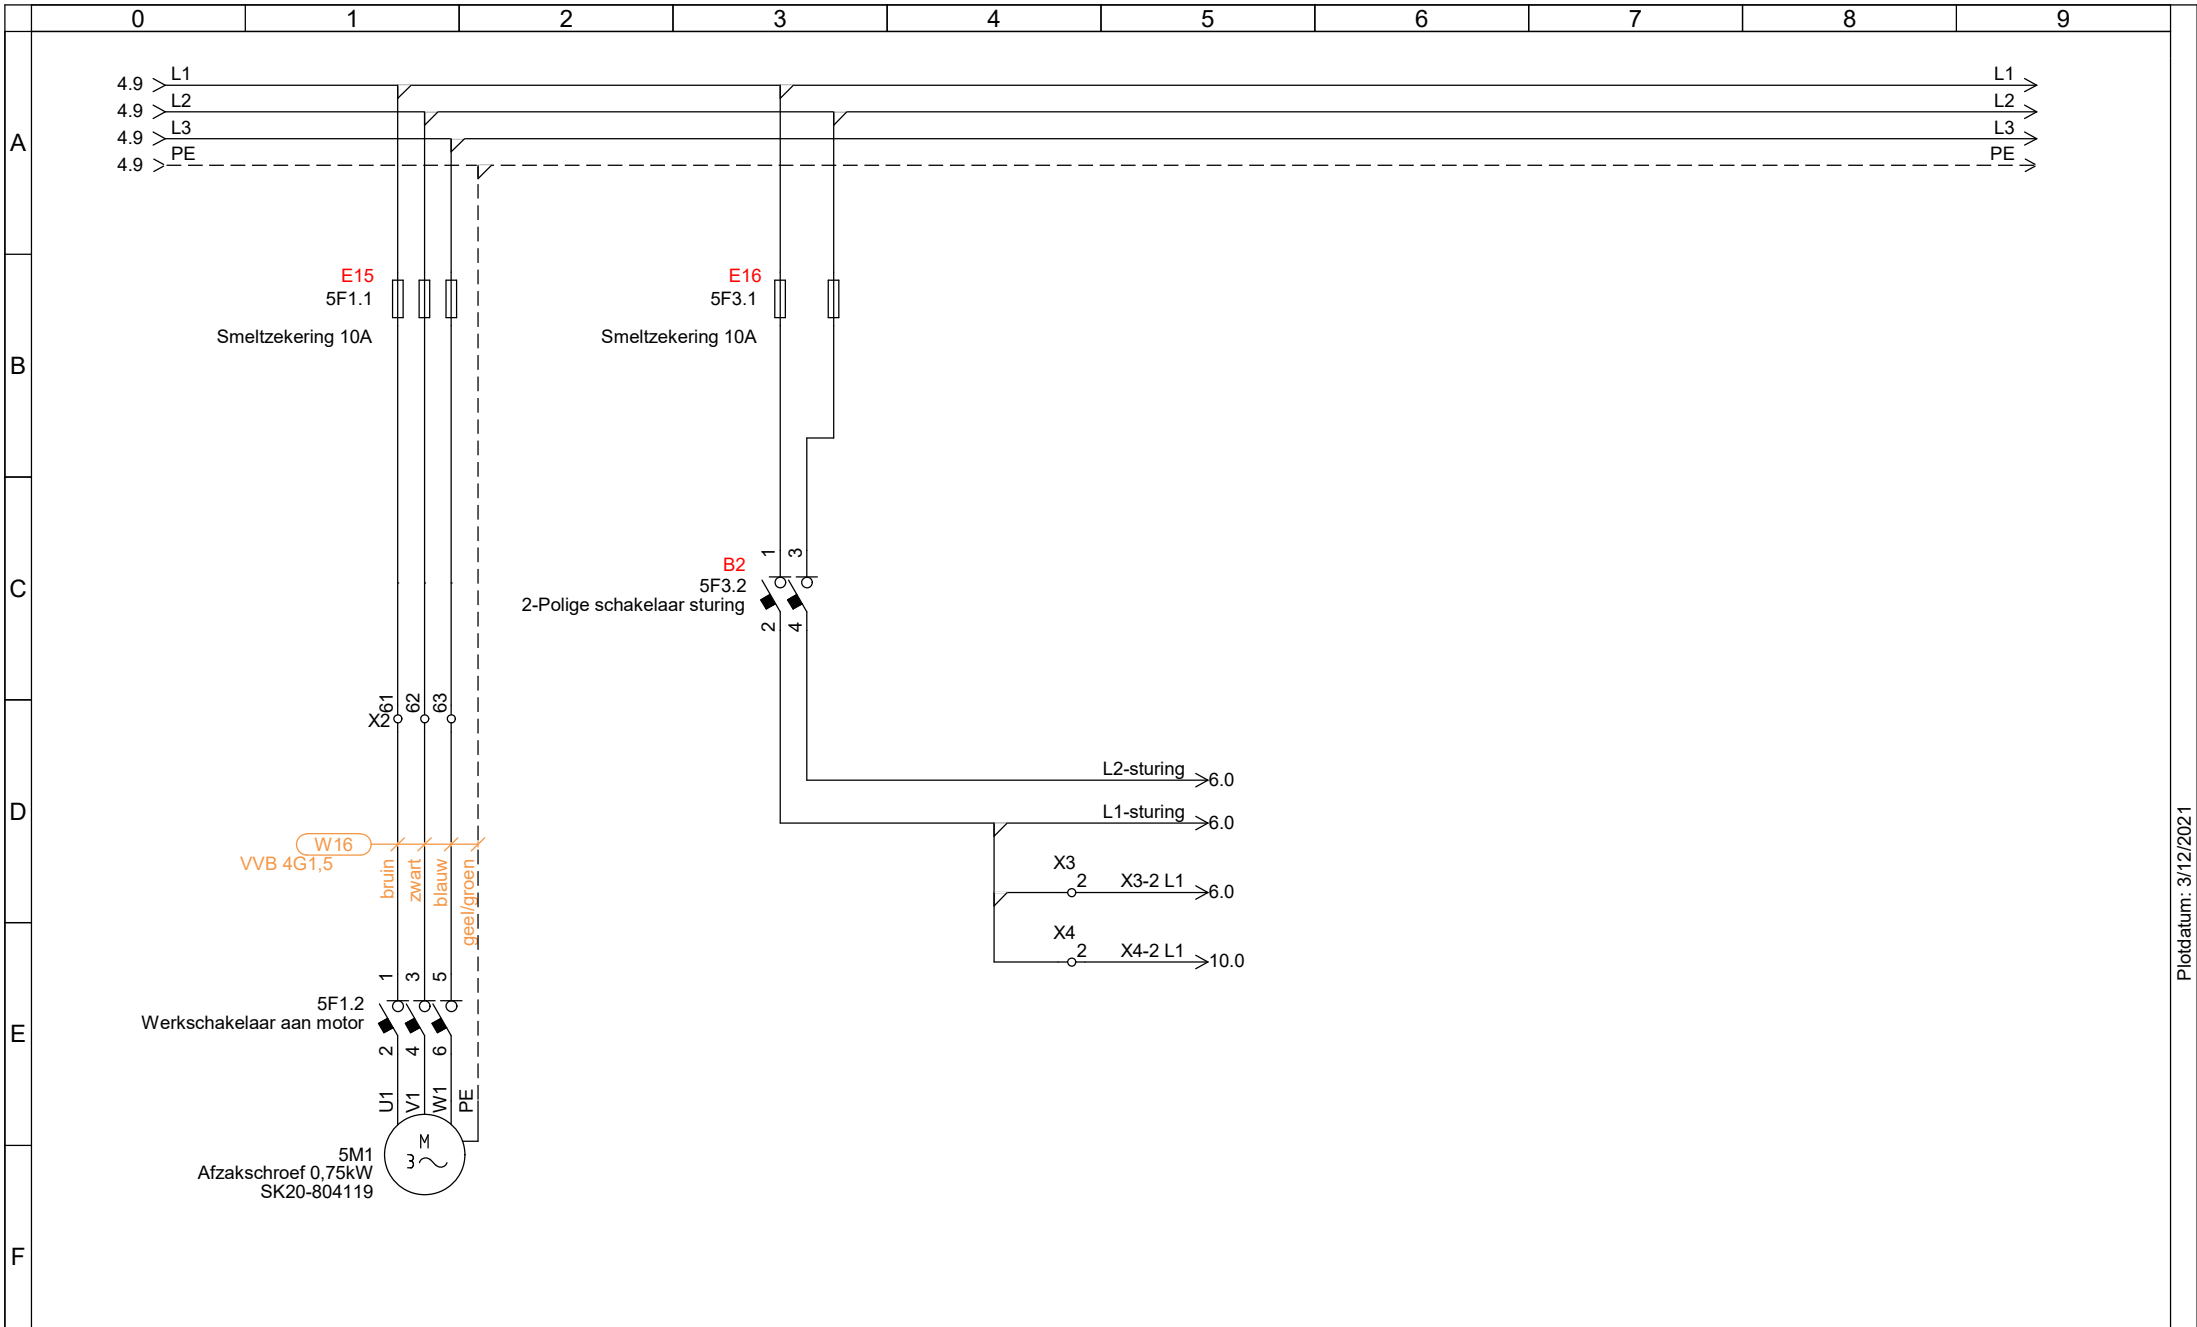 0 1 2 3 4 5 6 7 8 9
A
B
C
D
E
F
4.9 L1 L1
4.9 L2 L2
4.9 L3 L3
4.9 PE PE
E15
5F1.1
Smeltzekering 10A
E16
5F3.1
Smeltzekering 10A
B2
5F3.2
2-Polige schakelaar sturing
1 3
2 4
X2 61 62 63
L2-sturing 6.0
L1-sturing 6.0
X3
2 X3-2 L1 6.0
X4
2 X4-2 L1 10.0
W16
VVB 4G1,5
bruin
zwart
blauw
geel/groen
1 3 5
5F1.2
Werkschakelaar aan motor
2 4 6
U1 V1 W1 PE
M
3~
5M1
Afzakschroef 0,75kW
SK20-804119
Plotdatum: 3/12/2021